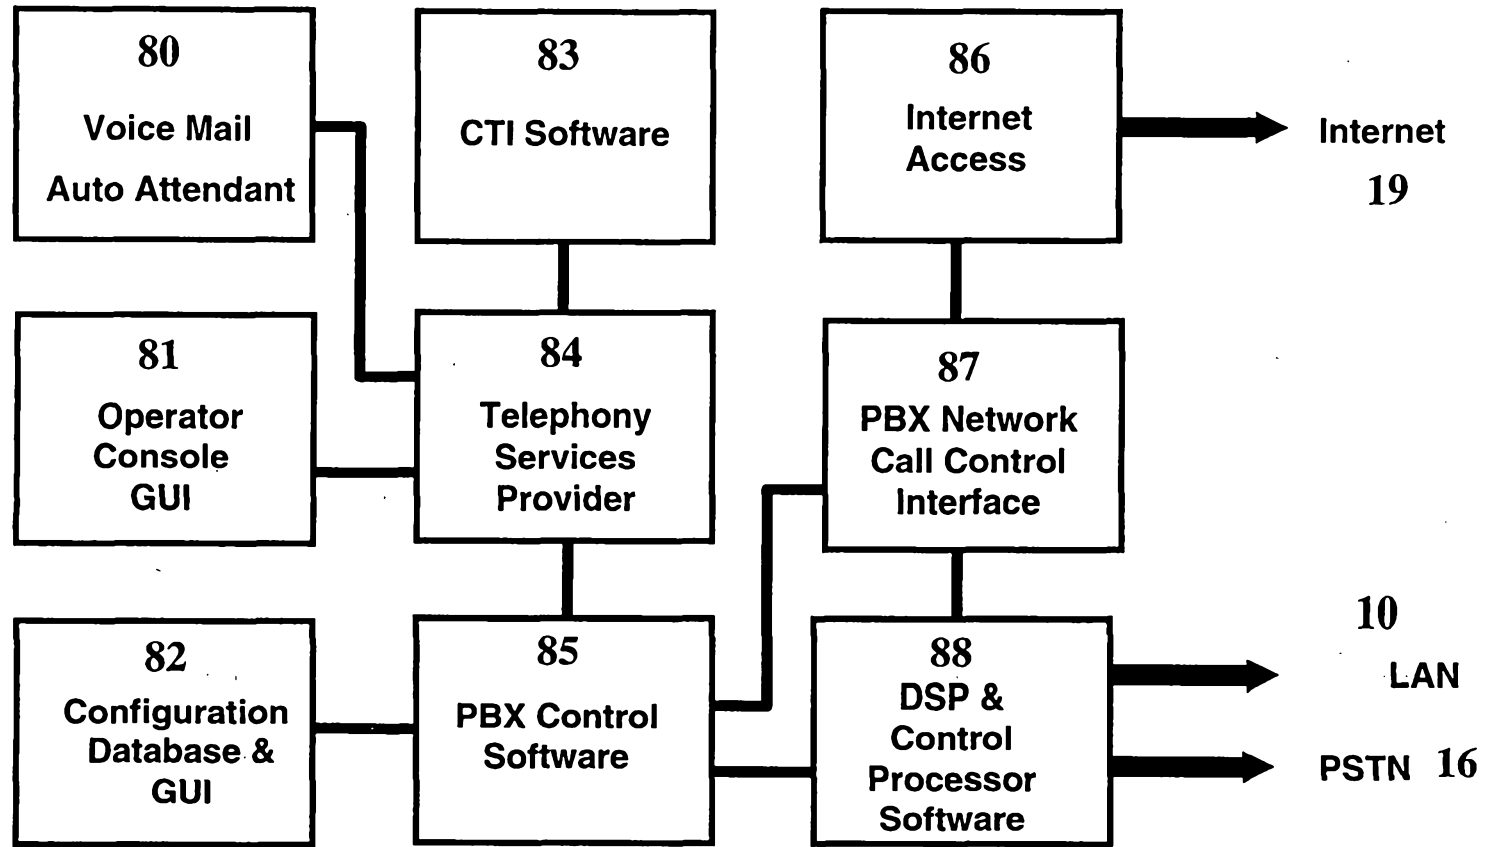 80
Voice Mail
Auto Attendant
83
CTI Software
86
Internet
Access
Internet
19
81
Operator
Console
GUI
84
Telephony
Services
Provider
87
PBX Network
Call Control
Interface
82
Configuration
Database &
GUI
85
PBX Control
Software
88
DSP &
Control
Processor
Software
10
LAN
PSTN 16